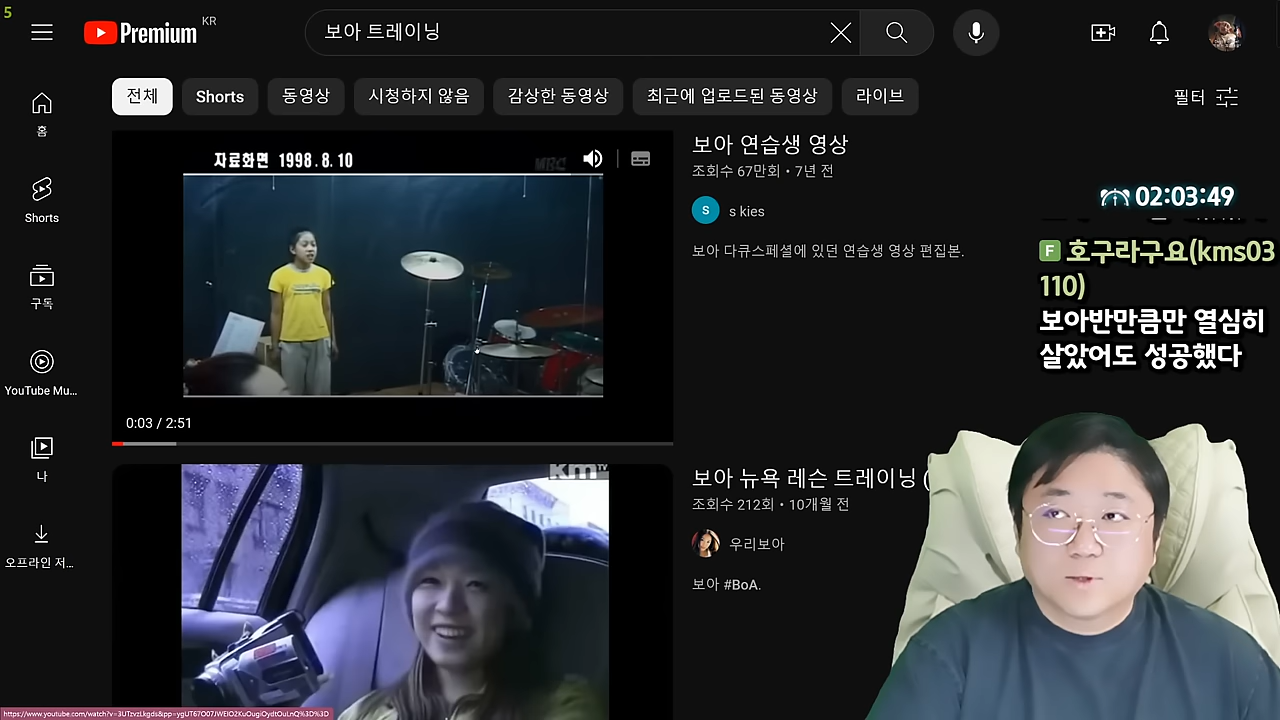 5
Premium KR
보아 트레이닝
전체
Shorts
동영상
시청하지 않음
감상한 동영상
최근에 업로드된 동영상
라이브
필터
홈
Shorts
구독
YouTube Mu...
나
오프라인 저...
자료화면 1998.8.10
MBC
0:03 / 2:51
보아 연습생 영상
조회수 67만회 • 7년 전
s
s kies
보아 다큐스페셜에 있던 연습생 영상 편집본.
km TV
보아 뉴욕 레슨 트레이닝 (
조회수 212회 • 10개월 전
우리보아
보아 #BoA.
02:03:49
F 호구라구요(kms03
110)
보아반만큼만 열심히
살았어도 성공했다